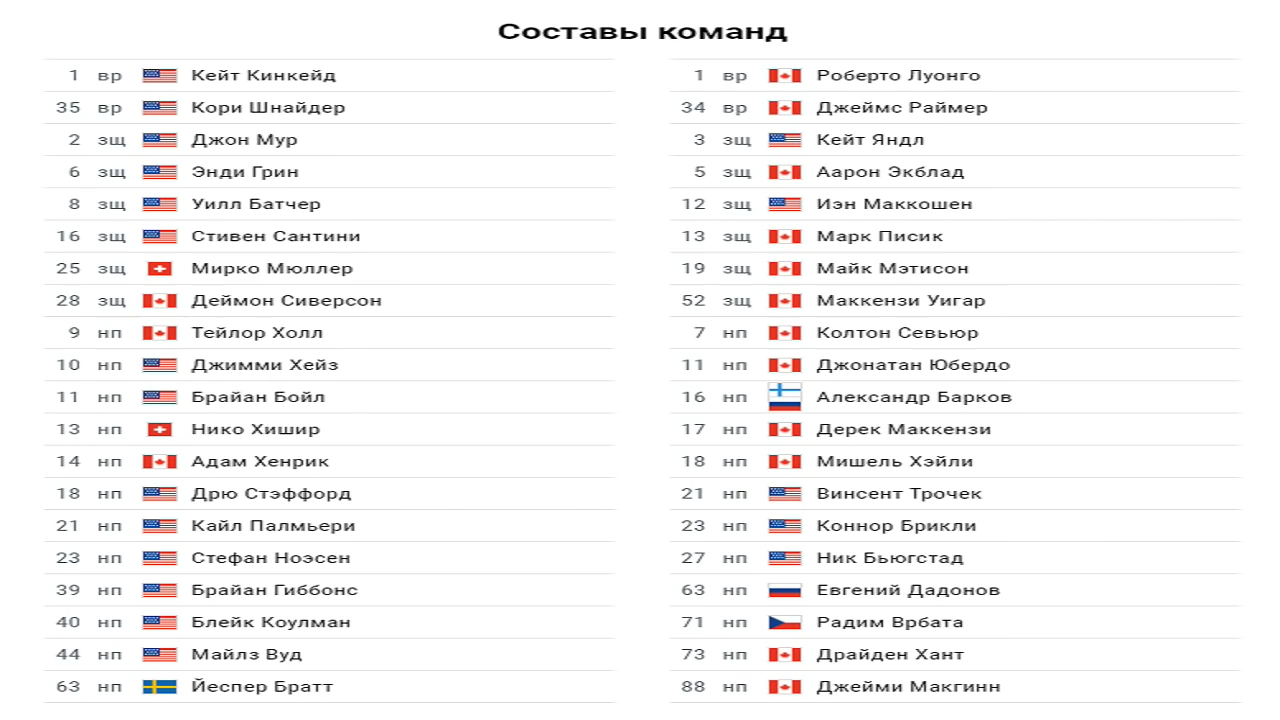 Составы команд
1 вр Кейт Кинкейд
35 вр Кори Шнайдер
2 зщ Джон Мур
6 зщ Энди Грин
8 зщ Уилл Батчер
16 зщ Стивен Сантини
25 зщ Мирко Мюллер
28 зщ Деймон Сиверсон
9 нп Тейлор Холл
10 нп Джимми Хейз
11 нп Брайан Бойл
13 нп Нико Хишир
14 нп Адам Хенрик
18 нп Дрю Стэффорд
21 нп Кайл Палмьери
23 нп Стефан Ноэсен
39 нп Брайан Гиббонс
40 нп Блейк Коулман
44 нп Майлз Вуд
63 нп Йеспер Братт
1 вр Роберто Луонго
34 вр Джеймс Раймер
3 зщ Кейт Яндл
5 зщ Аарон Экблад
12 зщ Иэн Маккошен
13 зщ Марк Писик
19 зщ Майк Мэтисон
52 зщ Маккензи Уигар
7 нп Колтон Севьюр
11 нп Джонатан Юбердо
16 нп Александр Барков
17 нп Дерек Маккензи
18 нп Мишель Хэйли
21 нп Винсент Трочек
23 нп Коннор Брикли
27 нп Ник Бьюгстад
63 нп Евгений Дадонов
71 нп Радим Врбата
73 нп Драйден Хант
88 нп Джейми Макгинн